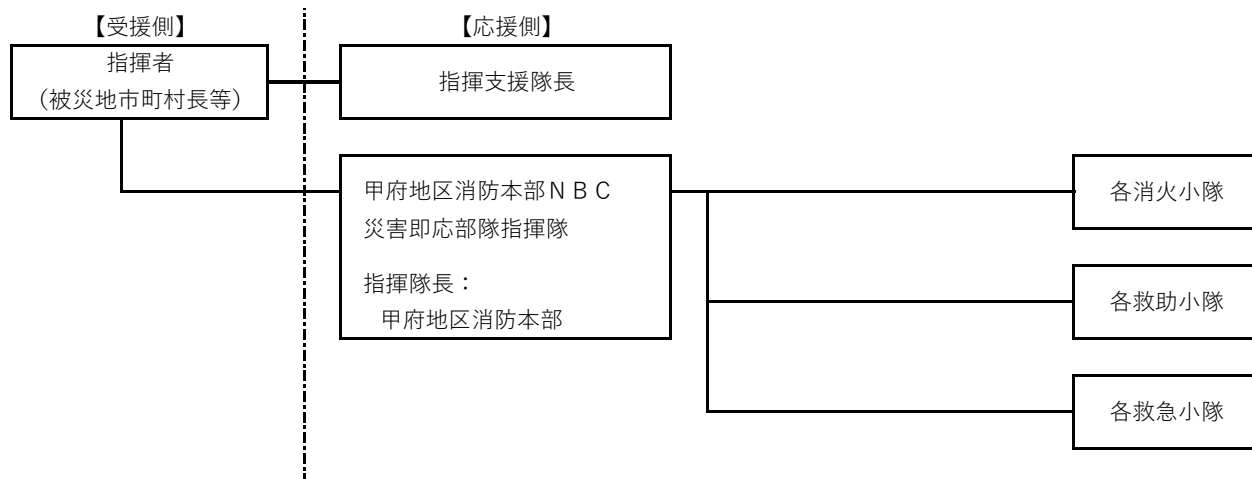 【受援側】
【応援側】
指揮者
（被災地市町村長等）
指揮支援隊長
甲府地区消防本部ＮＢＣ
災害即応部隊指揮隊
指揮隊長：
甲府地区消防本部
各消火小隊
各救助小隊
各救急小隊